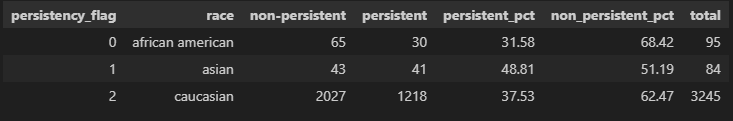 persistency_flag race non-persistent persistent persistent_pct non_persistent_pct total
0 african american 65 30 31.58 68.42 95
1 asian 43 41 48.81 51.19 84
2 caucasian 2027 1218 37.53 62.47 3245